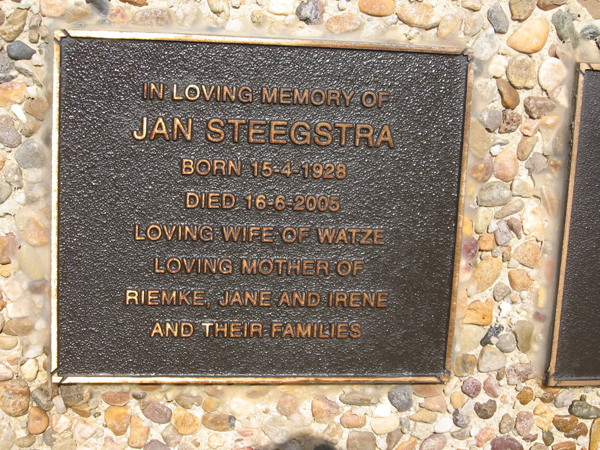 IN LOVING MEMORY OF
JAN STEEGSTRA
BORN 15-4-1928
DIED 16-6-2005
LOVING WIFE OF WATZE
LOVING MOTHER OF
RIEMKE, JANE AND IRENE
AND THEIR FAMILIES